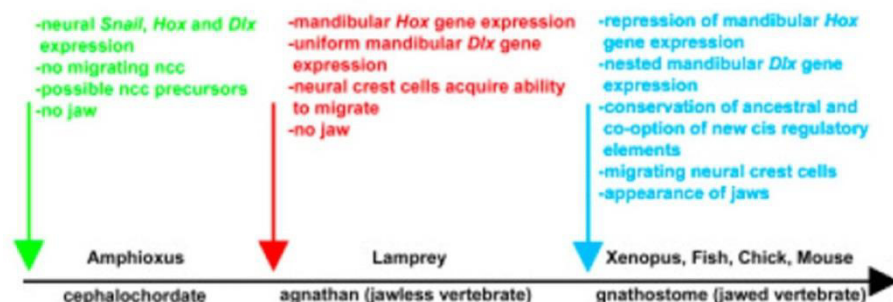 -neural Snail, Hox and Dlx
expression
-no migrating ncc
-possible ncc precursors
-no jaw
-mandibular Hox gene expression
-uniform mandibular Dlx gene
expression
-neural crest cells acquire ability
to migrate
-no jaw
-repression of mandibular Hox
gene expression
-nested mandibular Dlx gene
expression
-conservation of ancestral and
co-option of new cis regulatory
elements
-migrating neural crest cells
-appearance of jaws
Amphioxus
Lamprey
Xenopus, Fish, Chick, Mouse
cephalochordate
agnathan (jawless vertebrate)
gnathostome (jawed vertebrate)